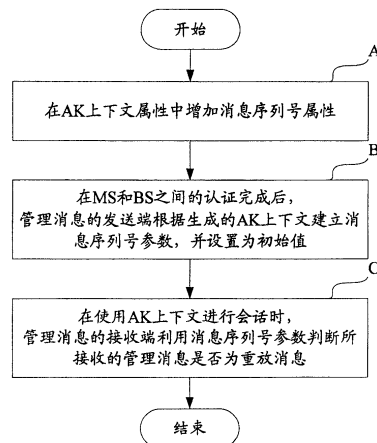 开始
A
在AK上下文属性中增加消息序列号属性
B
在MS和BS之间的认证完成后，
管理消息的发送端根据生成的AK上下文建立消
息序列号参数，并设置为初始值
C
在使用AK上下文进行会话时，
管理消息的接收端利用消息序列号参数判断所
接收的管理消息是否为重放消息
结束